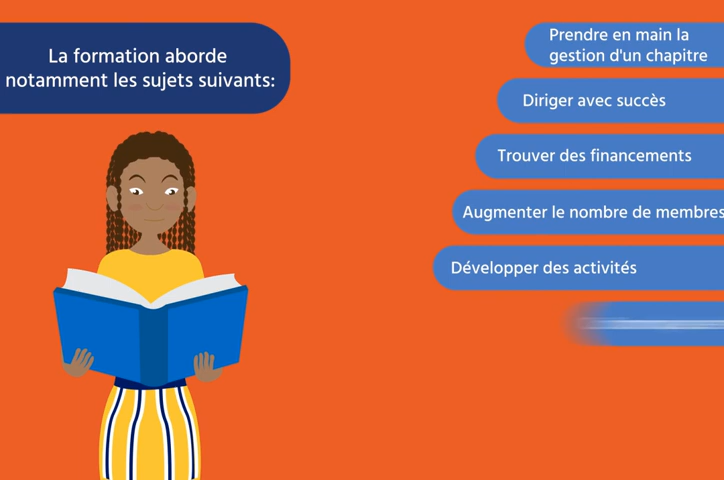 La formation aborde
notamment les sujets suivants:
Prendre en main la
gestion d'un chapitre
Diriger avec succès
Trouver des financements
Augmenter le nombre de membres
Développer des activités